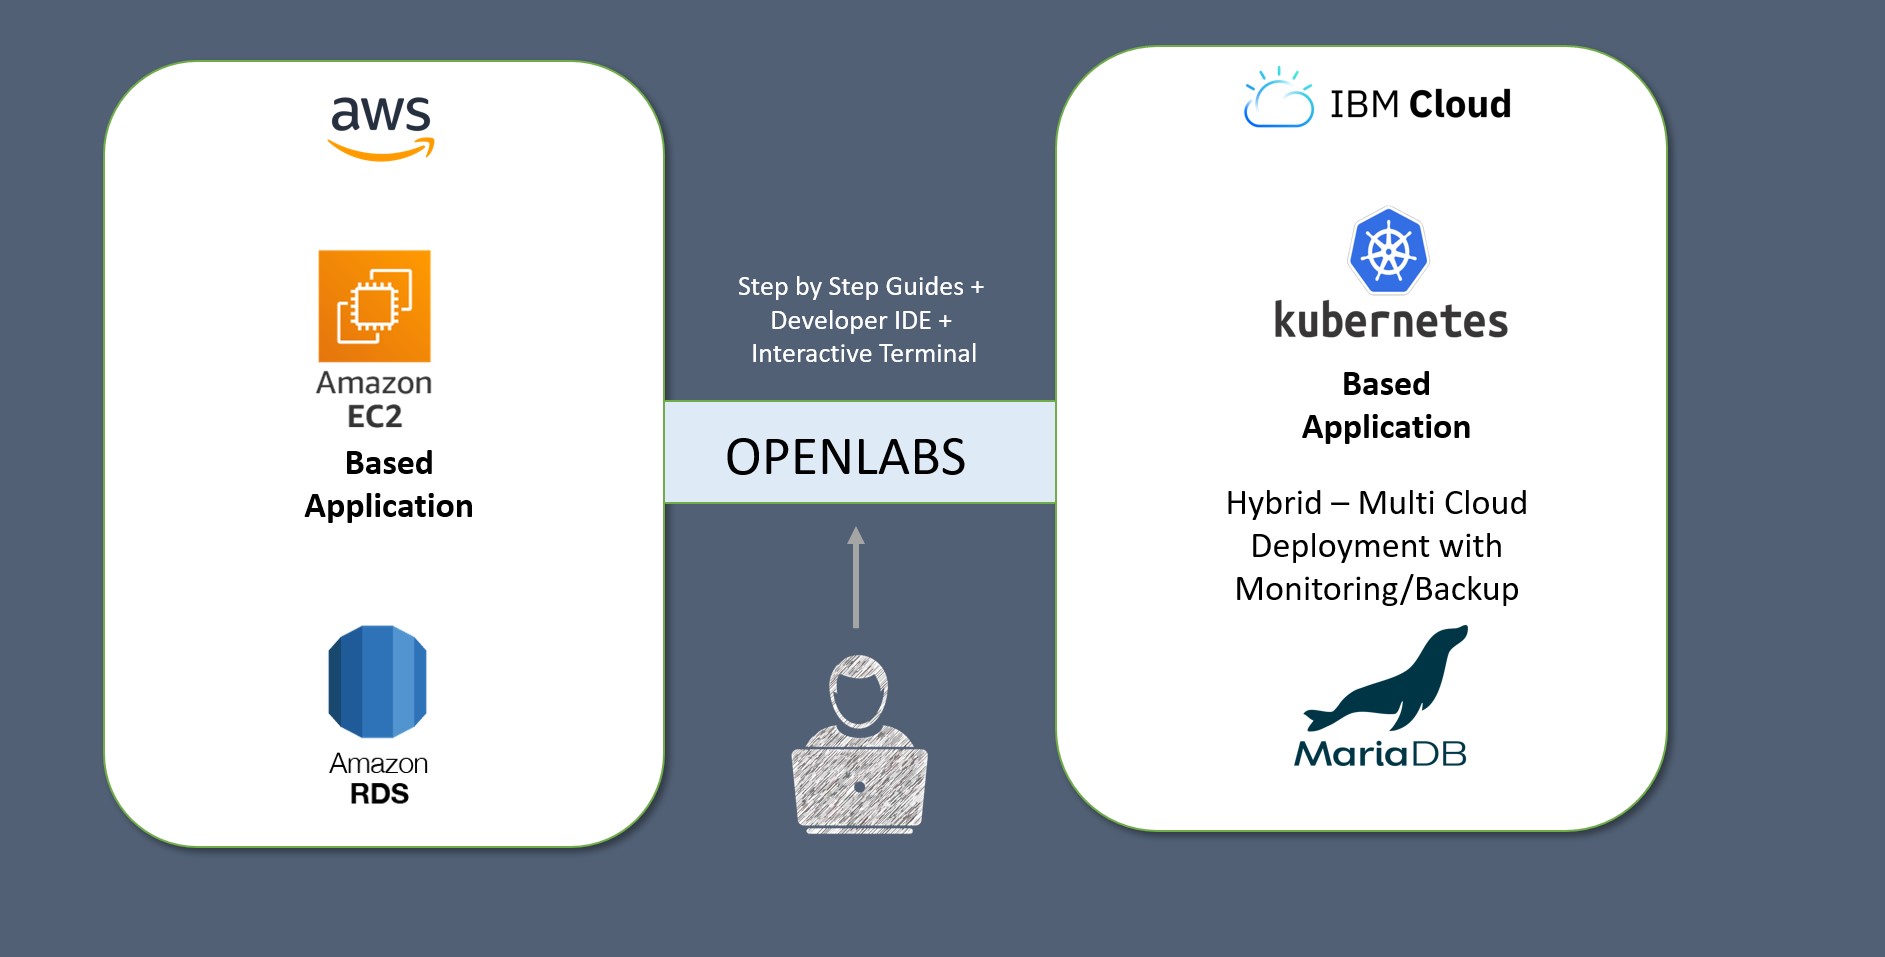 aws
Amazon
EC2
Based
Application
Amazon
RDS
Step by Step Guides +
Developer IDE +
Interactive Terminal
OPENLABS
IBM Cloud
kubernetes
Based
Application
Hybrid – Multi Cloud
Deployment with
Monitoring/Backup
MariaDB